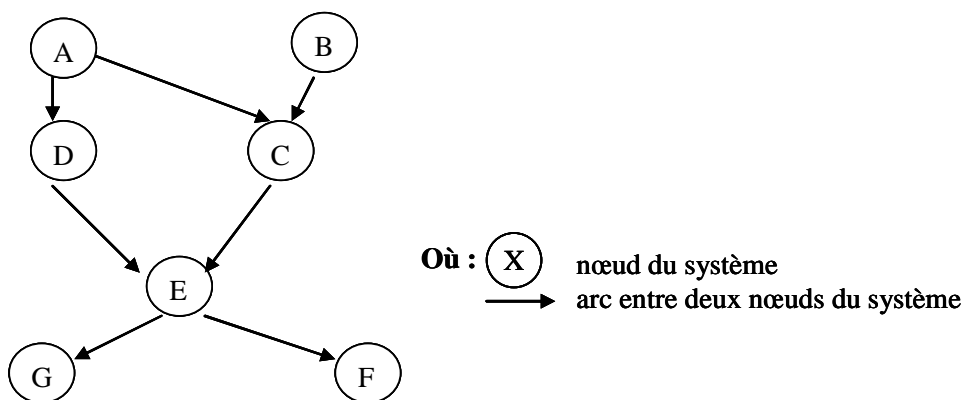 A
B
D
C
E
G
F
Où : X nœud du système
arc entre deux nœuds du système